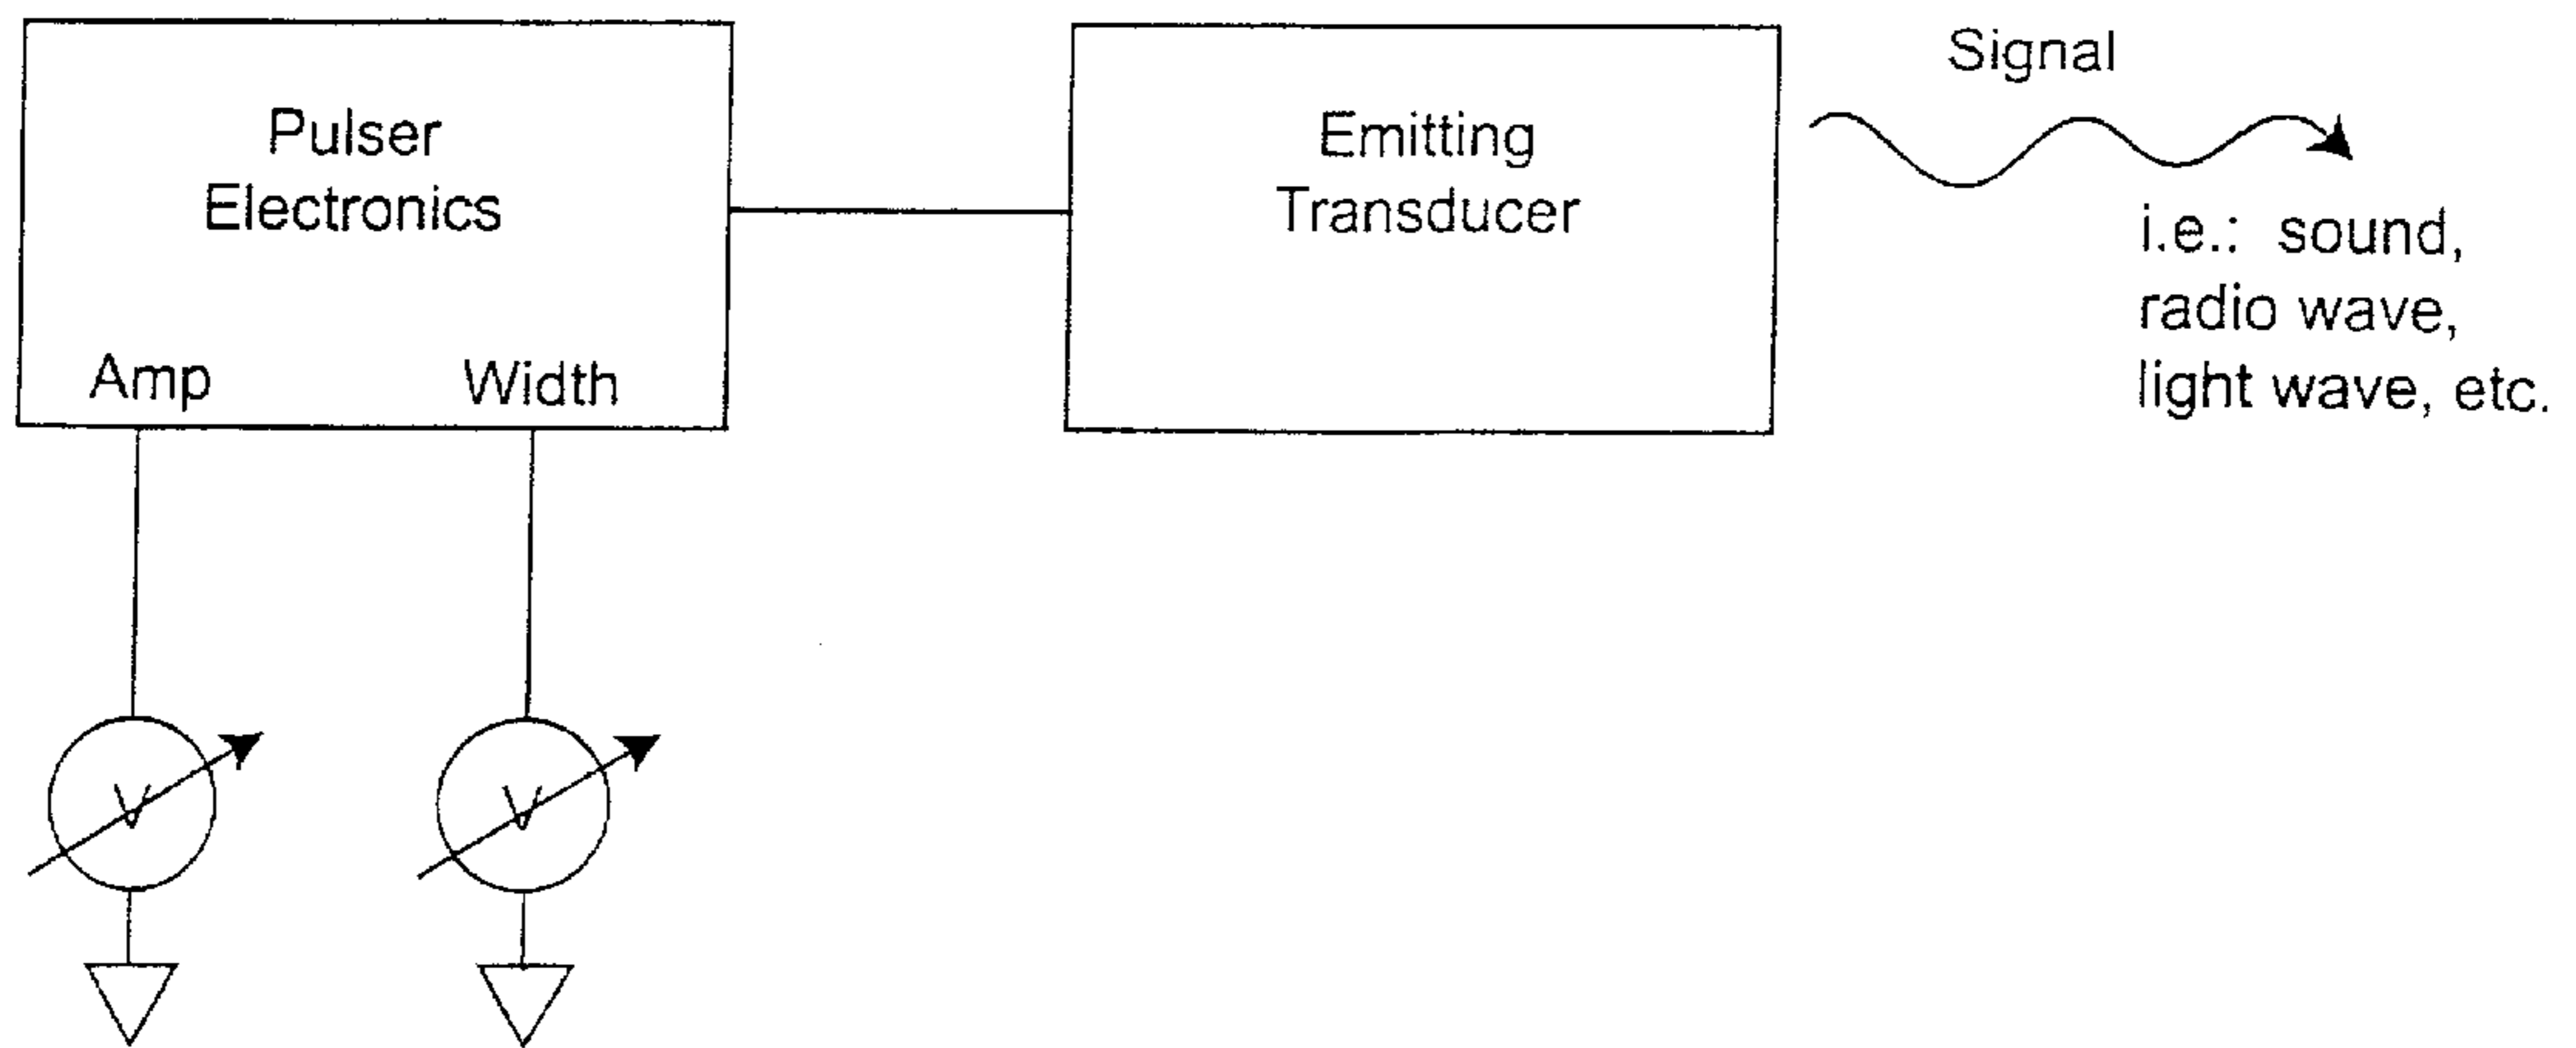 Pulser
Electronics
Amp
Width
Emitting
Transducer
Signal
i.e.: sound,
radio wave,
light wave, etc.
V
V